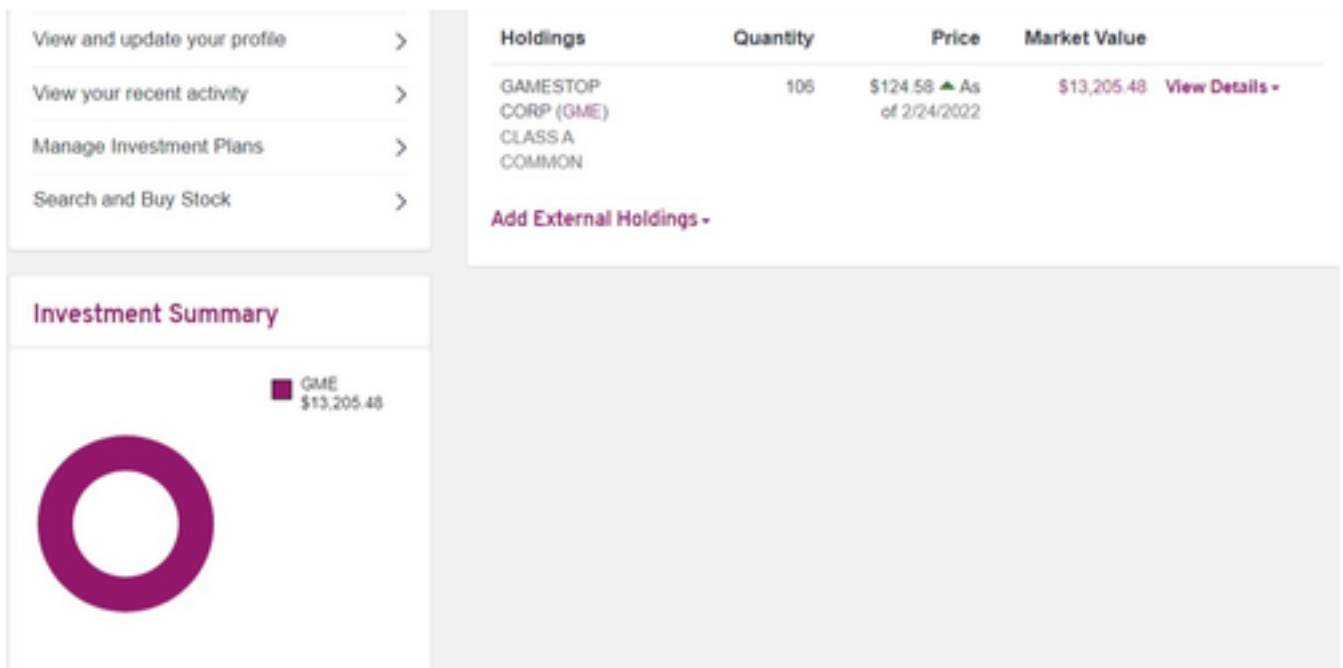 View and update your profile
View your recent activity
Manage Investment Plans
Search and Buy Stock
Holdings Quantity Price Market Value
GAMESTOP 106 $124.58 As $13,205.48 View Details
CORP (GME) of 2/24/2022
CLASS A
COMMON
Add External Holdings
Investment Summary
GME
$13,205.48